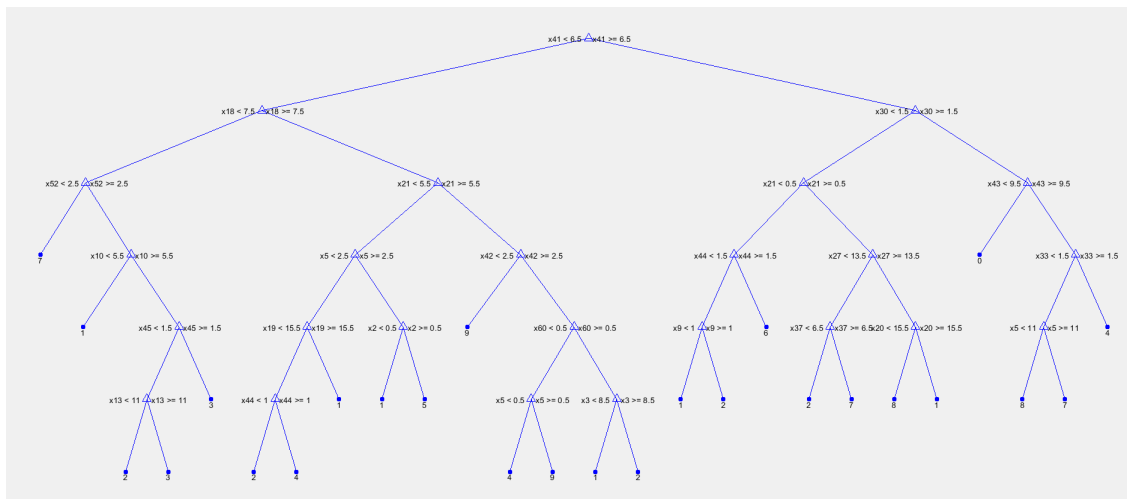 x41 < 6.5 x41 >= 6.5
x18 < 7.5 x18 >= 7.5 x30 < 1.5 x30 >= 1.5
x52 < 2.5 x52 >= 2.5 x21 < 5.5 x21 >= 5.5 x21 < 0.5 x21 >= 0.5 x43 < 9.5 x43 >= 9.5
7 x10 < 5.5 x10 >= 5.5 x5 < 2.5 x5 >= 2.5 x42 < 2.5 x42 >= 2.5 x44 < 1.5 x44 >= 1.5 x27 < 13.5 x27 >= 13.5 0 x33 < 1.5 x33 >= 1.5
1 x45 < 1.5 x45 >= 1.5 x19 < 15.5 x19 >= 15.5 x2 < 0.5 x2 >= 0.5 9 x60 < 0.5 x60 >= 0.5 x9 < 1 x9 >= 1 6 x37 < 6.5 x37 >= 6.5 x20 < 15.5 x20 >= 15.5 x5 < 11 x5 >= 11 4
x13 < 11 x13 >= 11 3 x44 < 1 x44 >= 1 1 1 5 x5 < 0.5 x5 >= 0.5 x3 < 8.5 x3 >= 8.5 1 2 2 7 8 1 8 7
2 3 2 4 4 9 1 2